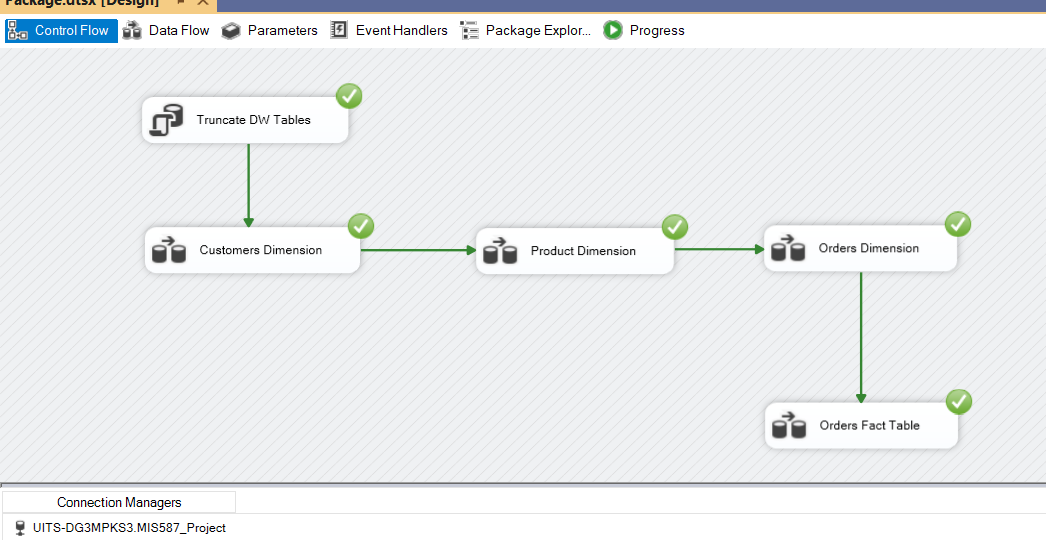 Package.dtsx [Design]
Control Flow Data Flow Parameters Event Handlers Package Explor... Progress
Truncate DW Tables
Customers Dimension Product Dimension Orders Dimension
Orders Fact Table
Connection Managers
UITS-DG3MPKS3.MIS587_Project